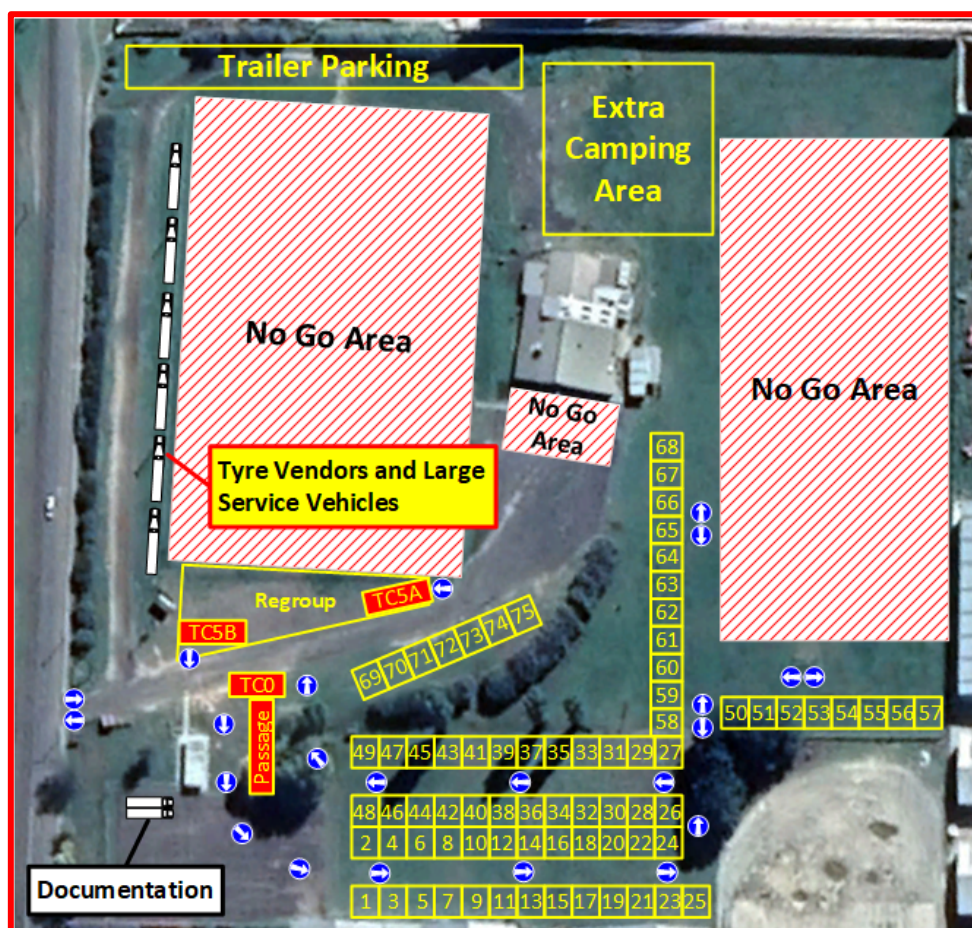 Trailer Parking
Extra
Camping
Area
No Go Area
No Go Area
No Go
Area
Tyre Vendors and Large
Service Vehicles
68
67
66
65
64
63
62
61
60
59
58
Regroup
TC5A
TC5B
TC0
Passage
69 70 71 72 73 74 75
50 51 52 53 54 55 56 57
49 47 45 43 41 39 37 35 33 31 29 27
48 46 44 42 40 38 36 34 32 30 28 26
2 4 6 8 10 12 14 16 18 20 22 24
Documentation
1 3 5 7 9 11 13 15 17 19 21 23 25